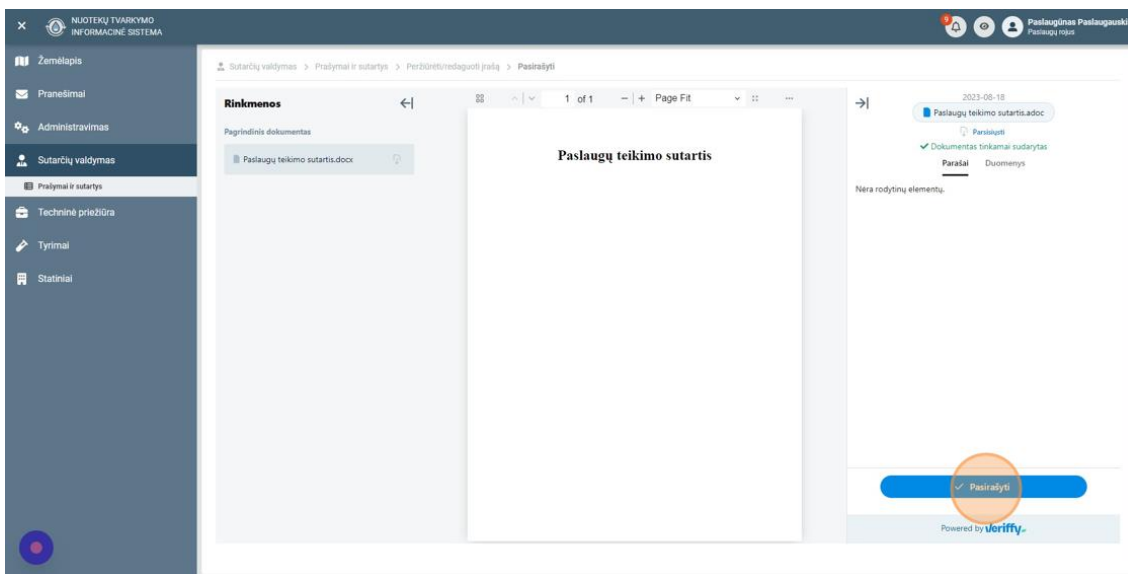 NUOTEKŲ TVARKYMO
INFORMACINĖ SISTEMA
9
Paslaugūnas Paslaugauski
Paslaugų rojus
Žemėlapis
Pranešimai
Administravimas
Sutarčių valdymas
Prašymai ir sutartys
Techninė priežiūra
Tyrimai
Statiniai
Sutarčių valdymas > Prašymai ir sutartys > Peržiūrėti/redaguoti įrašą > Pasirašyti
Rinkmenos
Pagrindinis dokumentas
Paslaugų teikimo sutartis.docx
1 of 1 − + Page Fit
Paslaugų teikimo sutartis
2023-08-18
Paslaugų teikimo sutartis.adoc
Parsisiųsti
Dokumentas tinkamai sudarytas
Parašai Duomenys
Nėra rodytinų elementų.
Pasirašyti
Powered by Veriffy